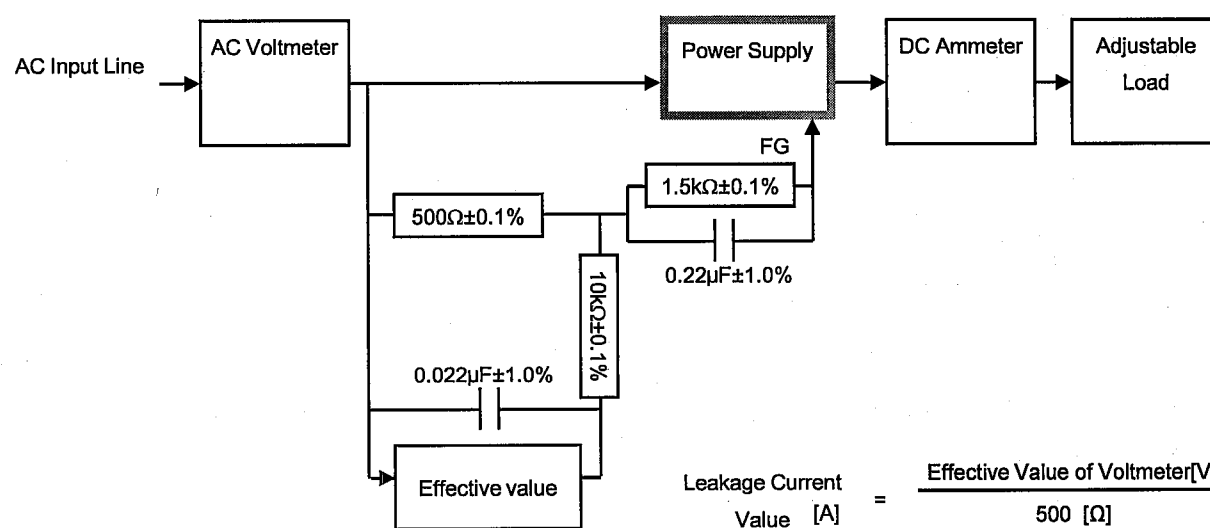 AC Input Line
AC Voltmeter
Power Supply
DC Ammeter
Adjustable
Load
FG
1.5kΩ±0.1%
500Ω±0.1%
0.22µF±1.0%
10kΩ±0.1%
0.022µF±1.0%
Effective value
Leakage Current
Value [A]
=
Effective Value of Voltmeter[V
500 [Ω]